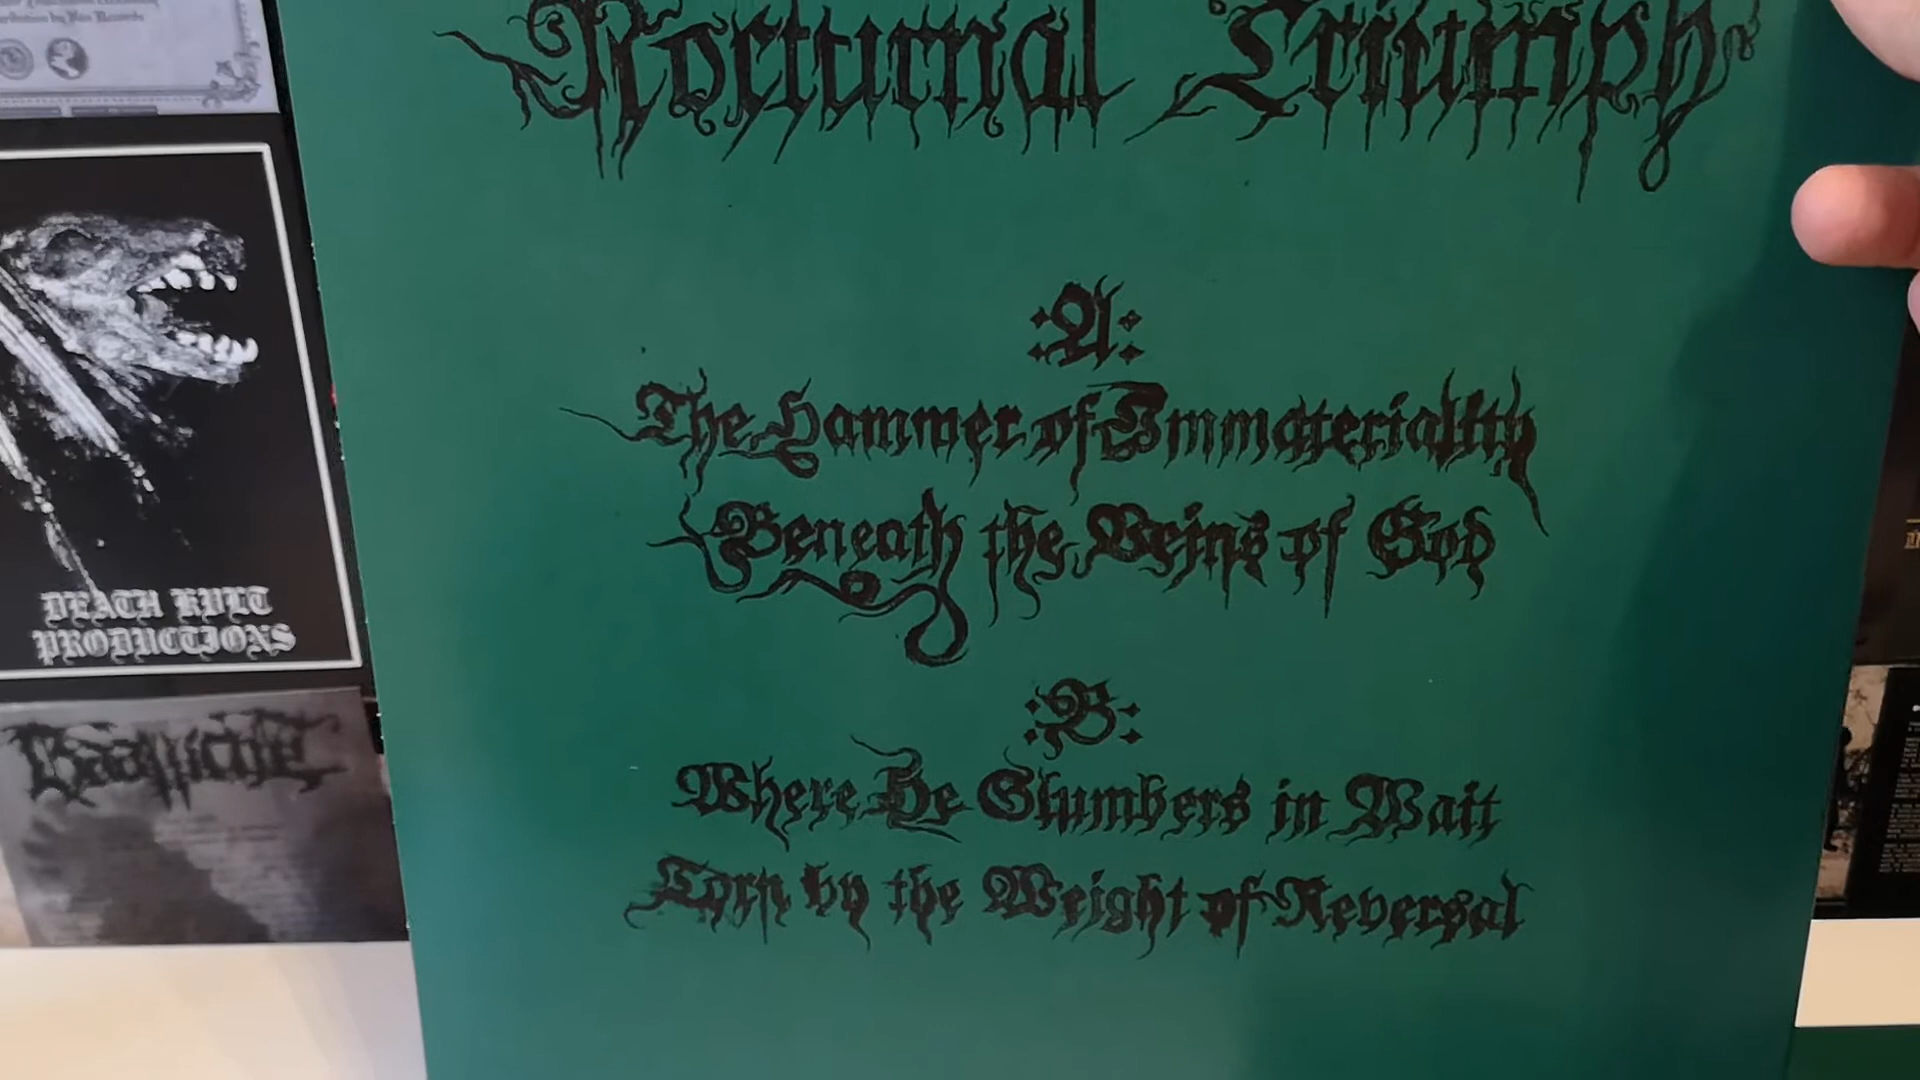 Nocturnal Triumph
:A:
The Hammer of Immateriality
Beneath the Veins of God
:B:
Where He Slumbers in Wait
Torn by the Weight of Reversal
DEATH KVLT
PRODUCTIONS